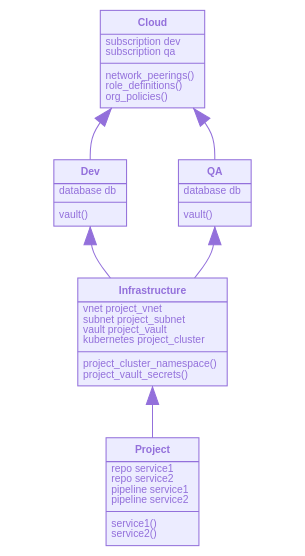 Cloud
subscription dev
subscription qa
network_peerings()
role_definitions()
org_policies()
Dev
database db
vault()
QA
database db
vault()
Infrastructure
vnet project_vnet
subnet project_subnet
vault project_vault
kubernetes project_cluster
project_cluster_namespace()
project_vault_secrets()
Project
repo service1
repo service2
pipeline service1
pipeline service2
service1()
service2()